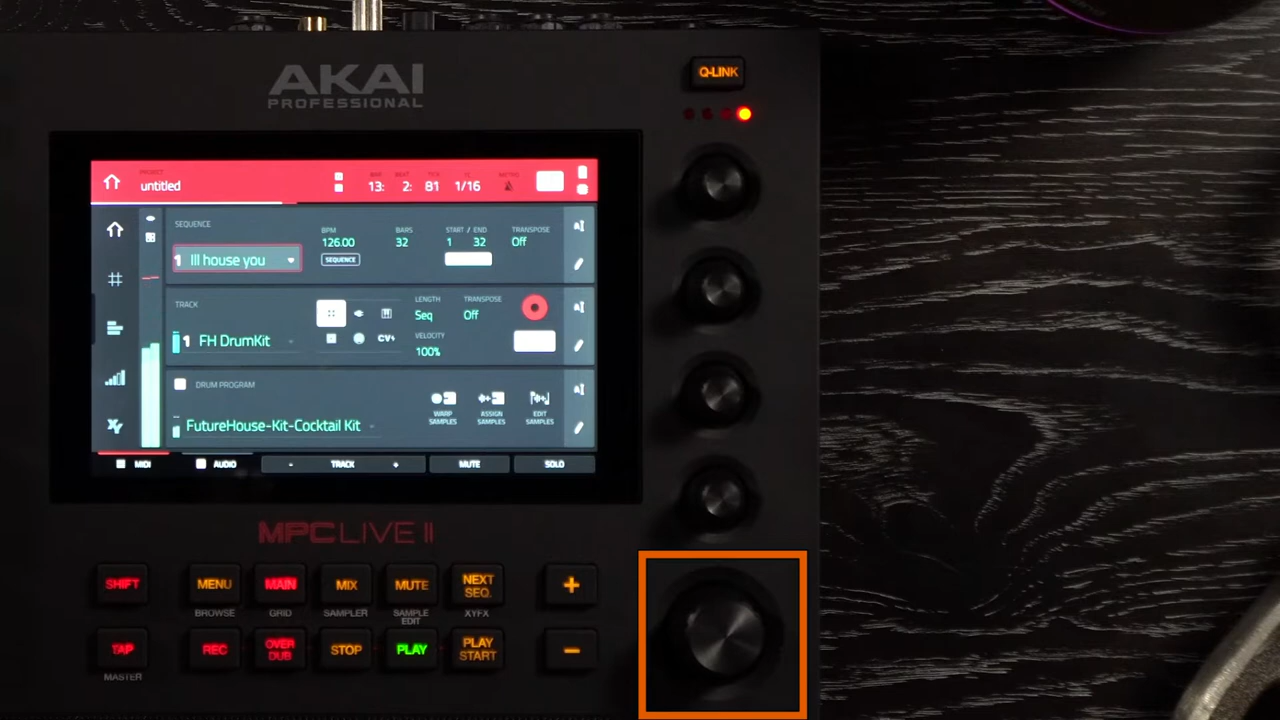 AKAI
PROFESSIONAL
Q-LINK
PROJECT
untitled
BAR BEAT
13: 2: 81 1/16
METRO
SEQUENCE
1 Ill house you
BPM
126.00
SEQUENCE
BARS
32
START / END
1 32
TRANSPOSE
Off
TRACK
1 FH DrumKit
CV
LENGTH
Seq
TRANSPOSE
Off
VELOCITY
100%
DRUM PROGRAM
FutureHouse-Kit-Cocktail Kit
WARP
SAMPLES
ASSIGN
SAMPLES
EDIT
SAMPLES
MIDI AUDIO - TRACK + MUTE SOLO
MPC LIVE II
SHIFT MENU MAIN MIX MUTE NEXT
SEQ. +
BROWSE GRID SAMPLER SAMPLE
EDIT XYFX
TAP REC OVER
DUB STOP PLAY PLAY
START −
MASTER